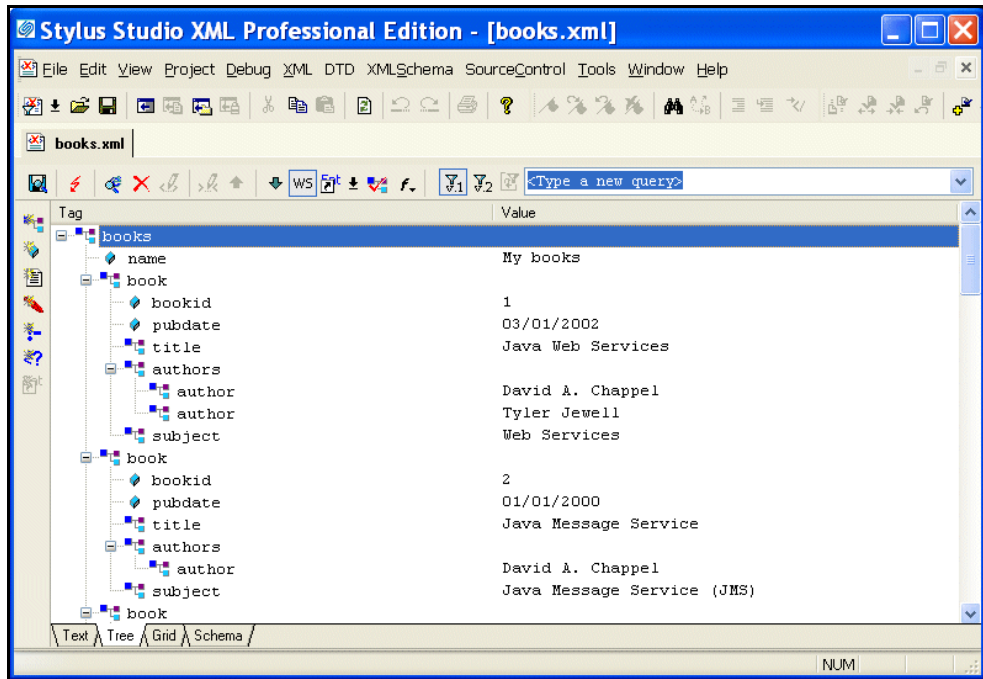 Stylus Studio XML Professional Edition - [books.xml]
File Edit View Project Debug XML DTD XMLSchema SourceControl Tools Window Help
books.xml
WS <Type a new query>
Tag Value
books
name My books
book
bookid 1
pubdate 03/01/2002
title Java Web Services
authors
author David A. Chappel
author Tyler Jewell
subject Web Services
book
bookid 2
pubdate 01/01/2000
title Java Message Service
authors
author David A. Chappel
subject Java Message Service (JMS)
book
Text Tree Grid Schema
NUM